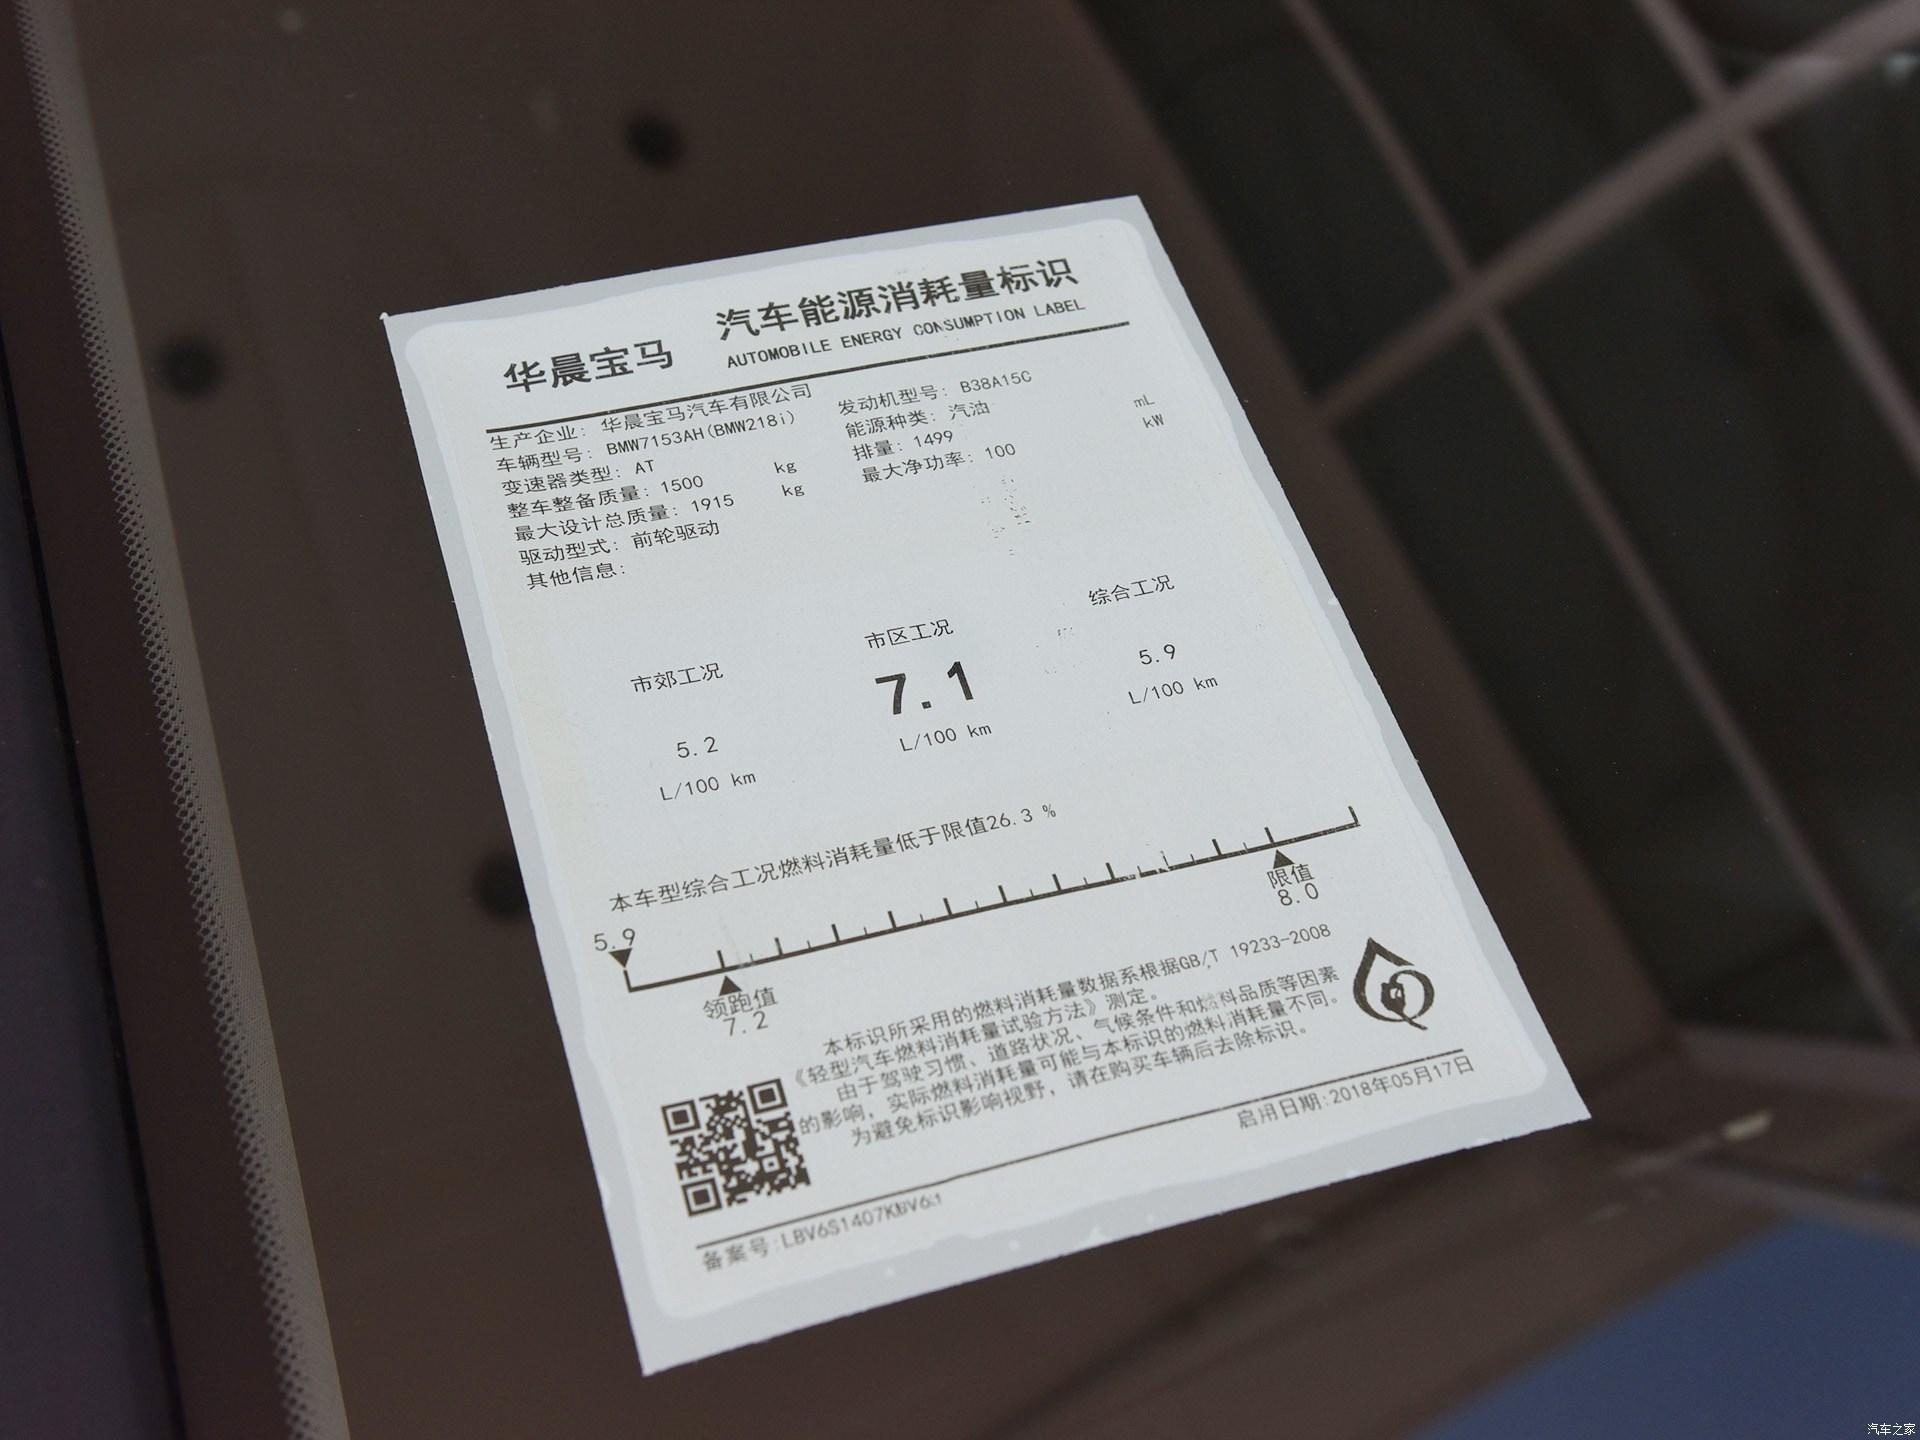 华晨宝马
汽车能源消耗量标识
AUTOMOBILE ENERGY CONSUMPTION LABEL
生产企业: 华晨宝马汽车有限公司
车辆型号: BMW7153AH(BMW218i)
变速器类型: AT
整车整备质量: 1500 kg
最大设计总质量: 1915 kg
驱动型式: 前轮驱动
其他信息:
发动机型号: B38A15C
能源种类: 汽油
排量: 1499 mL
最大净功率: 100 kW
市郊工况
5.2
L/100 km
市区工况
7.1
L/100 km
综合工况
5.9
L/100 km
本车型综合工况燃料消耗量低于限值26.3 %
5.9
领跑值
7.2
限值
8.0
本标识所采用的燃料消耗量数据系根据GB/T 19233-2008
《轻型汽车燃料消耗量试验方法》测定。
由于驾驶习惯、道路状况、气候条件和燃料品质等因素
的影响，实际燃料消耗量可能与本标识的燃料消耗量不同。
为避免标识影响视野，请在购买车辆后去除标识。
启用日期:2018年05月17日
备案号:
汽车之家